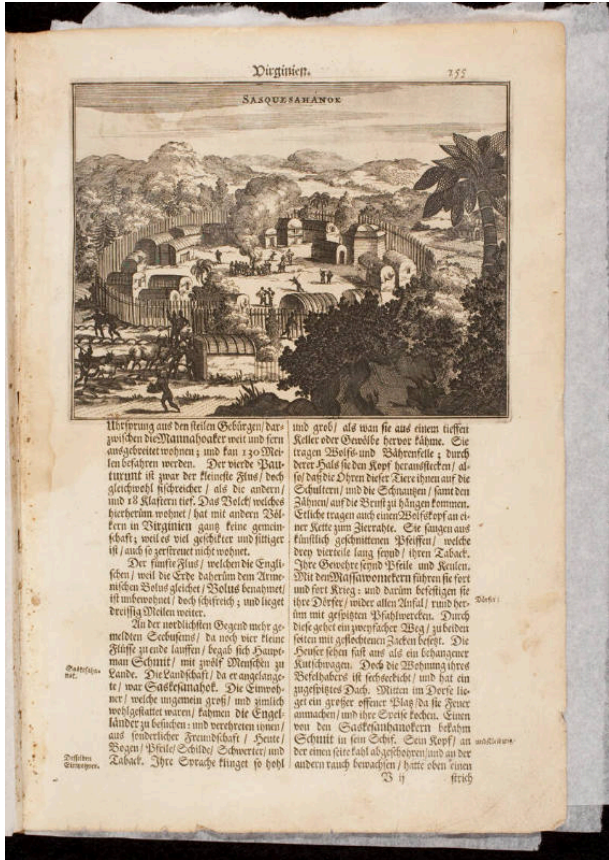 Virginien.
255
SASQUESAHANOK
Uhrsprung aus den steilen Gebürgen/ dar-
zwischen die Mannahoaker weit und fern
ausgebreitet wohnen; und kan 130 Mei-
len befahren werden. Der vierde Pau-
turunt ist zwar der kleineste Flus/ doch
gleichwohl fischreicher/ als die andern/
und 18 Klaftern tief. Das Volck/ welches
hierherüm wohnet/ hat mit andern Völ-
kern in Virginien gantz keine gemein-
schaft; weil es viel geschikter und sittiger
ist/ auch so zerstreuet nicht wohnet.
Der fünfte Flus/ welchen die Engli-
schen/ weil die Erde daherüm dem Arme-
nischen Bolus gleichet/ Bolus benahmet/
ist unbewohnet/ doch schifreich; und lieget
dreissig Meilen weiter.
An der nordlichsten Gegend mehr ge-
meldten Seebusems/ da noch vier kleine
Flüsse zu ende lauffen/ begab sich Haupt-
man Schmit/ mit zwölf Menschen zu
Lande. Die Landschaft/ da er angelange-
te/ war Saskesanahok. Die Einwoh-
ner/ welche ungemein groß/ und zimlich
wohlgestaltet waren/ kahmen die Engel-
länder zu besuchen: und verehreten ihnen/
aus sonderlicher Freundschaft/ Heute/
Bogen/ Pfeile/ Schilde/ Schwerter/ und
Taback. Ihre Sprache klinget so hohl
und grob/ als wan sie aus einem tieffen
Keller oder Gewölbe hervor kähme. Sie
tragen Wolfs- und Bährenfelle; durch
derer Hals sie den Kopf herausstecken/ al-
so/ daß die Ohren dieser Tiere ihnen auf die
Schultern/ und die Schnautzen/ samt den
Zähnen/ auf die Brust zu hängen kommen.
Etliche tragen auch einen Wolfskopf an ei-
ner Kette zum Zierrahte. Sie saugen aus
künstlich geschnittenen Pfeiffen/ welche
drey vierteile lang seynd/ ihren Taback.
Ihre Gewehre seynd Pfeile und Keulen.
Mit den Massawomekern führen sie fort
und fort Krieg: und darüm befestigen sie
ihre Dörfer/ wider allen Anfal/ rund her-
üm mit gespitzten Pfahlwercken. Durch
diese gehet ein zweyfacher Weg/ zu beiden
seiten mit geflochtenen Zacken besetzt. Die
Heuser sehen fast aus als ein behangener
Kutschwagen. Doch die Wohnung ihres
Befelhabers ist sechseckicht/ und hat ein
zugespitztes Dach. Mitten im Dorfe lie-
get ein großer offener Platz/ da sie Feuer
anmachen/ und ihre Speise kochen. Einen
von den Saskesanhanokern bekahm
Schmit in sein Schif. Sein Kopf/ an
der einen seite kahl abgeschohren/ und an der
andern rauch bewachsen/ hatte oben einen
V ij
strich
Dörfer;